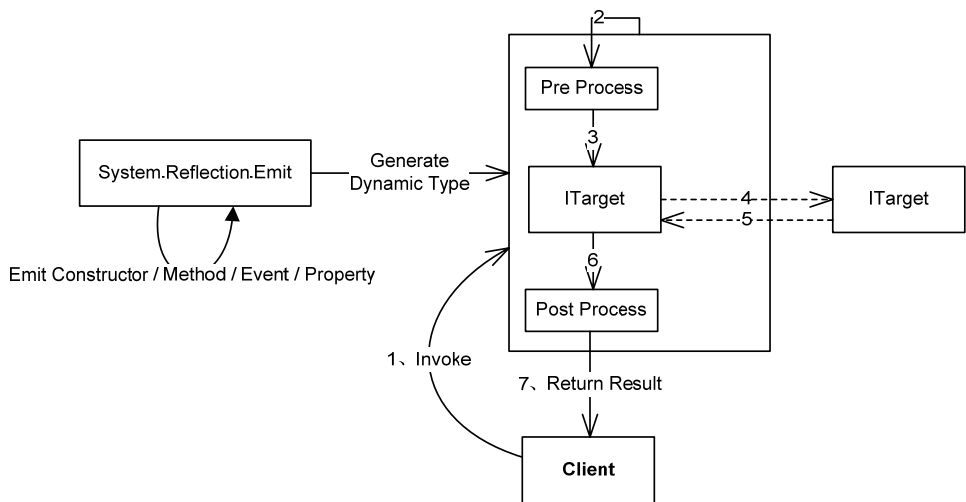 2
Pre Process
3
System.Reflection.Emit
Generate
Dynamic Type
ITarget
4
5
ITarget
Emit Constructor / Method / Event / Property
6
Post Process
1、Invoke
7、Return Result
Client